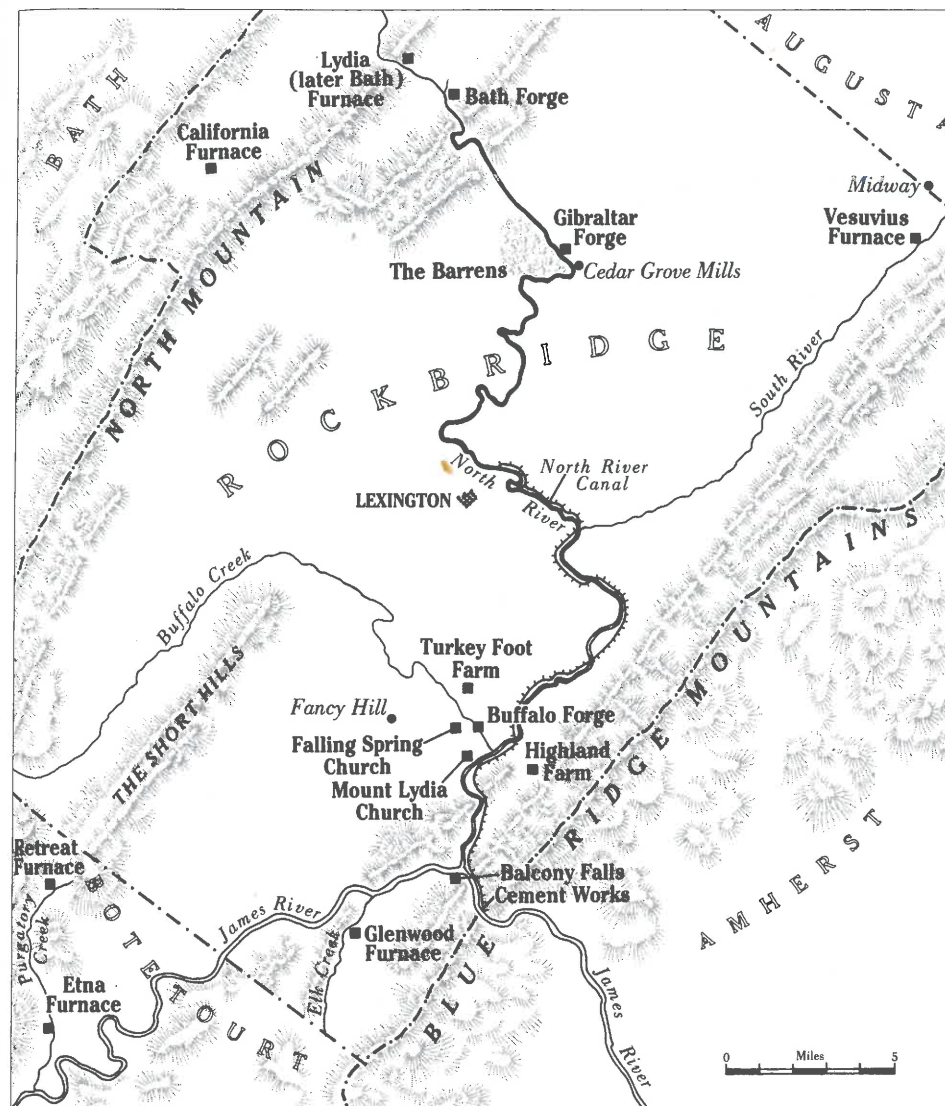 AUGUSTA
BATH
Lydia
(later Bath)
Furnace
Bath Forge
California
Furnace
Midway
Vesuvius
Furnace
Gibraltar
Forge
The Barrens
Cedar Grove Mills
NORTH MOUNTAIN
ROCKBRIDGE
South River
North River
North River
Canal
LEXINGTON
Buffalo Creek
THE SHORT HILLS
Turkey Foot
Farm
Fancy Hill
Buffalo Forge
Falling Spring
Church
Highland
Farm
Mount Lydia
Church
BLUE RIDGE MOUNTAINS
AMHERST
Retreat
Furnace
BOTETOURT
Purgatory
Creek
James River
Balcony Falls
Cement Works
Glenwood
Furnace
Elk Creek
Etna
Furnace
James River
0 Miles 5